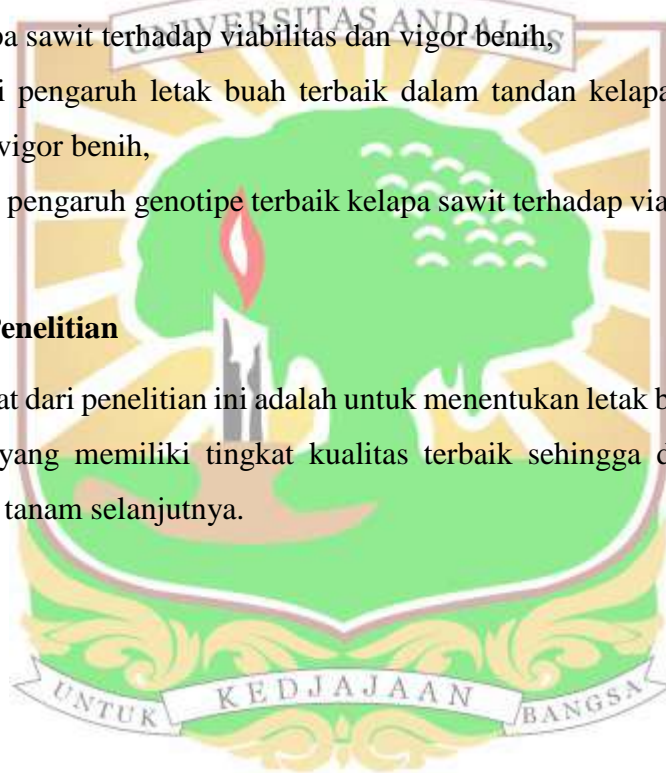 UNIVERSITAS ANDALAS
pa sawit terhadap viabilitas dan vigor benih,
i pengaruh letak buah terbaik dalam tandan kelapa
vigor benih,
pengaruh genotipe terbaik kelapa sawit terhadap via
Penelitian
at dari penelitian ini adalah untuk menentukan letak b
yang memiliki tingkat kualitas terbaik sehingga d
tanam selanjutnya.
UNTUK KEDJAJAAN BANGSA